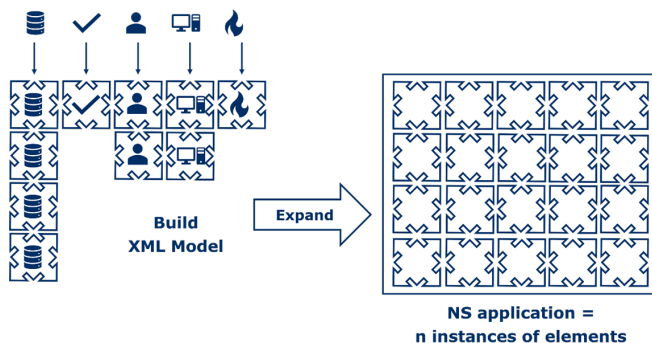 Build
XML Model
Expand
NS application =
n instances of elements